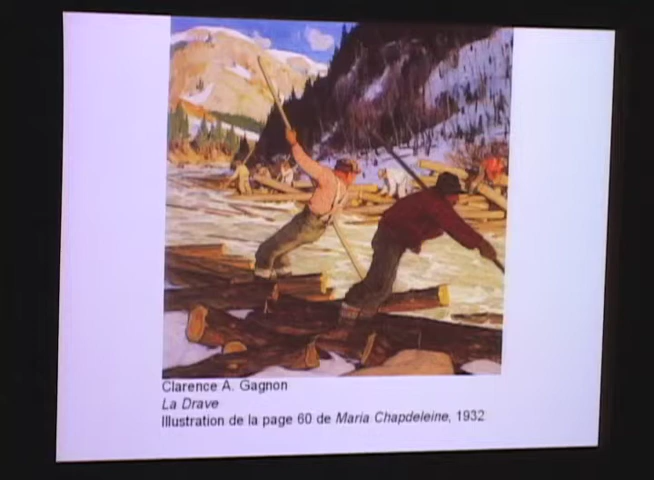 Clarence A. Gagnon
La Drave
Illustration de la page 60 de Maria Chapdeleine, 1932